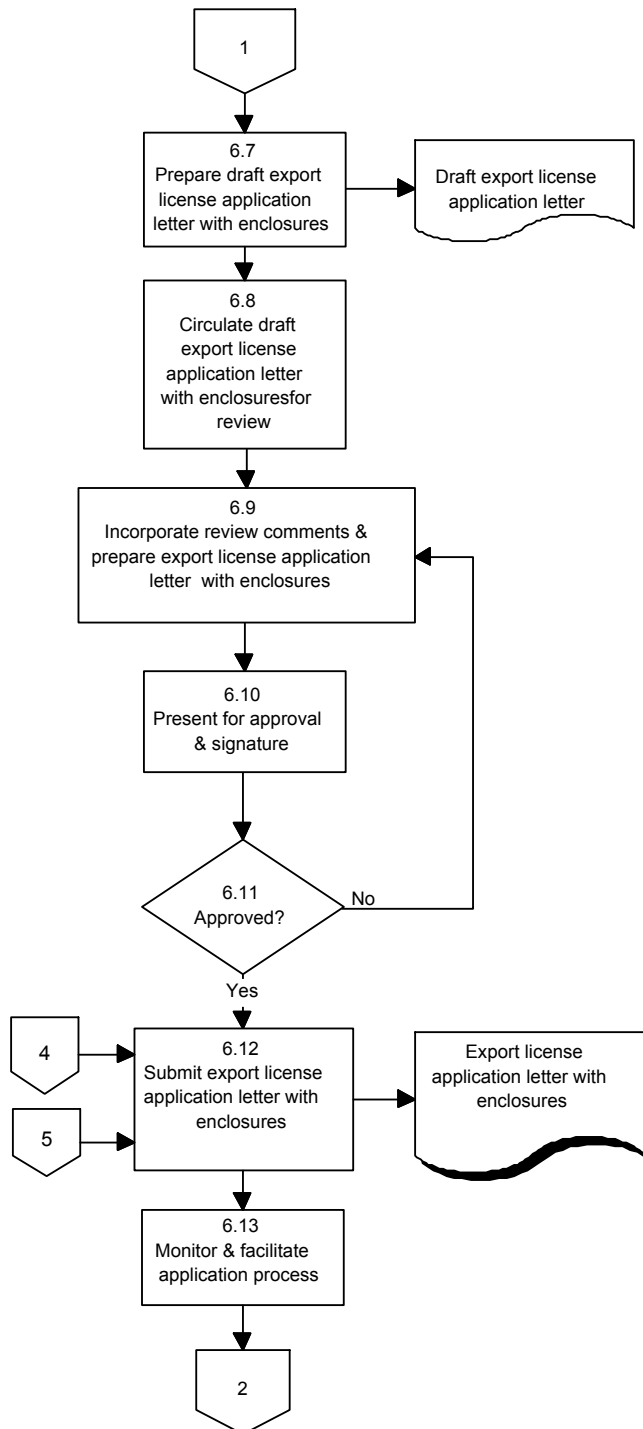 1
6.7
Prepare draft export
license application
letter with enclosures
Draft export license
application letter
6.8
Circulate draft
export license
application letter
with enclosuresfor
review
6.9
Incorporate review comments &
prepare export license application
letter with enclosures
6.10
Present for approval
& signature
6.11
Approved?
No
Yes
4
5
6.12
Submit export license
application letter with
enclosures
Export license
application letter with
enclosures
6.13
Monitor & facilitate
application process
2